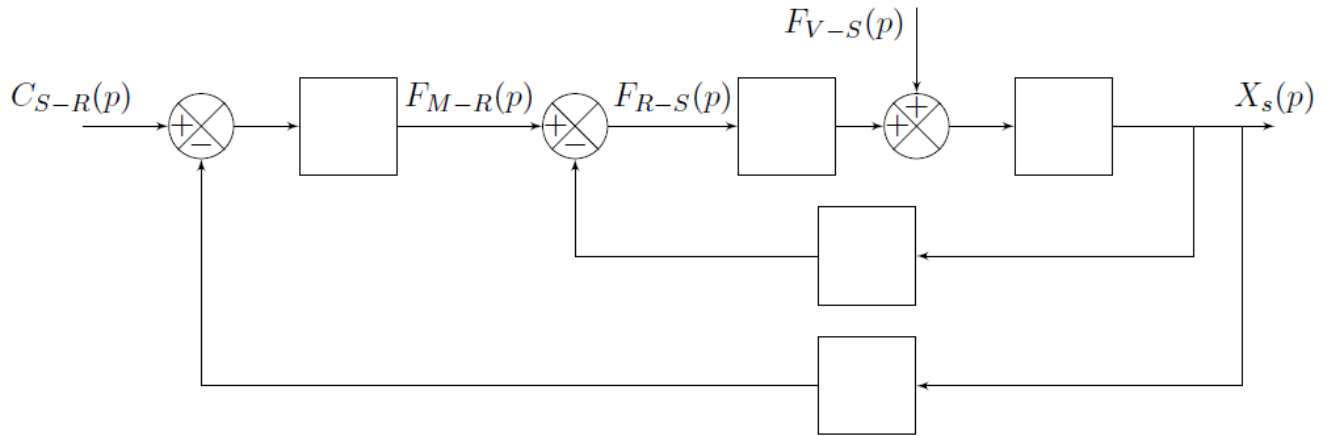 F_{V-S}(p)
C_{S-R}(p) F_{M-R}(p) F_{R-S}(p) X_s(p)
+ − + − + +